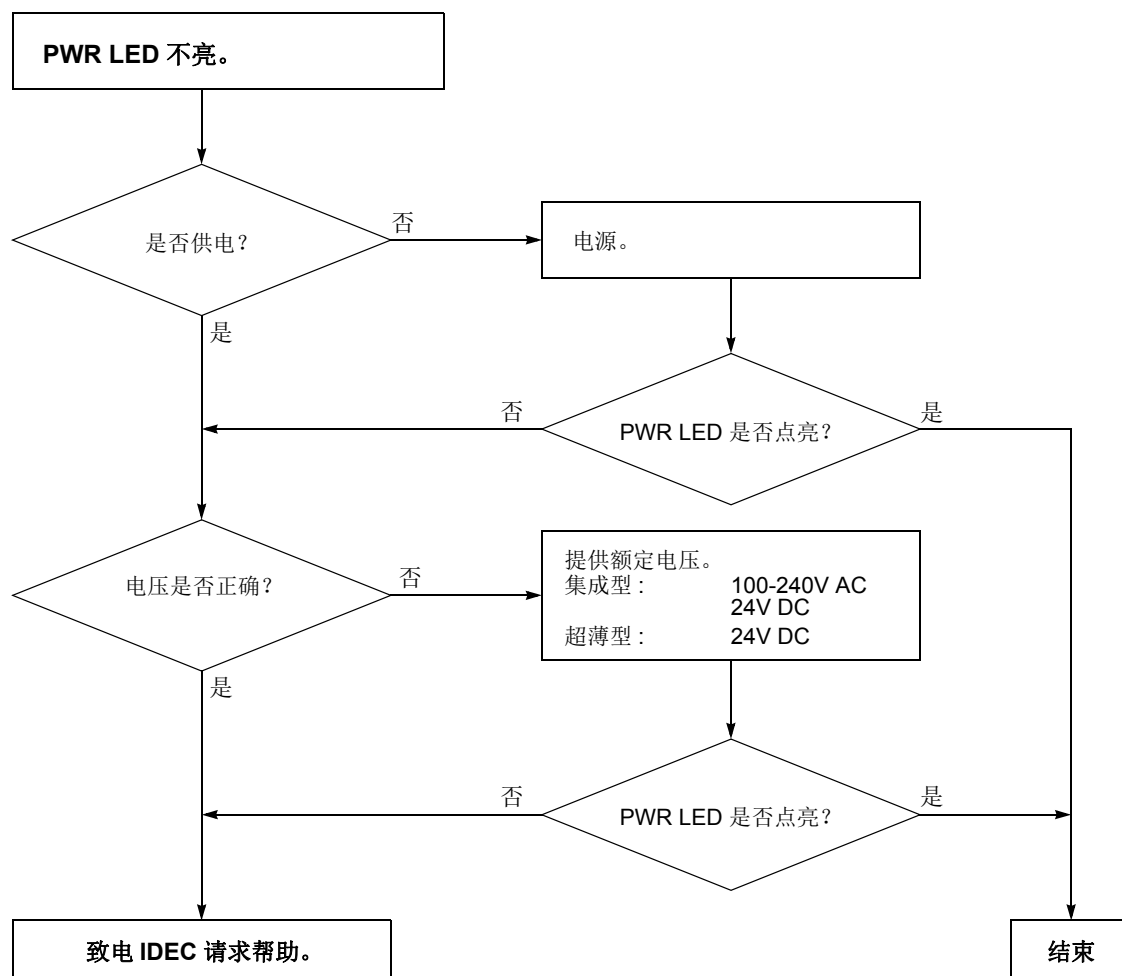 PWR LED 不亮。
是否供电?
否
电源。
是
PWR LED 是否点亮?
否
是
电压是否正确?
否
提供额定电压。
集成型 : 100-240V AC
24V DC
超薄型 : 24V DC
是
PWR LED 是否点亮?
否
是
致电 IDEC 请求帮助。
结束